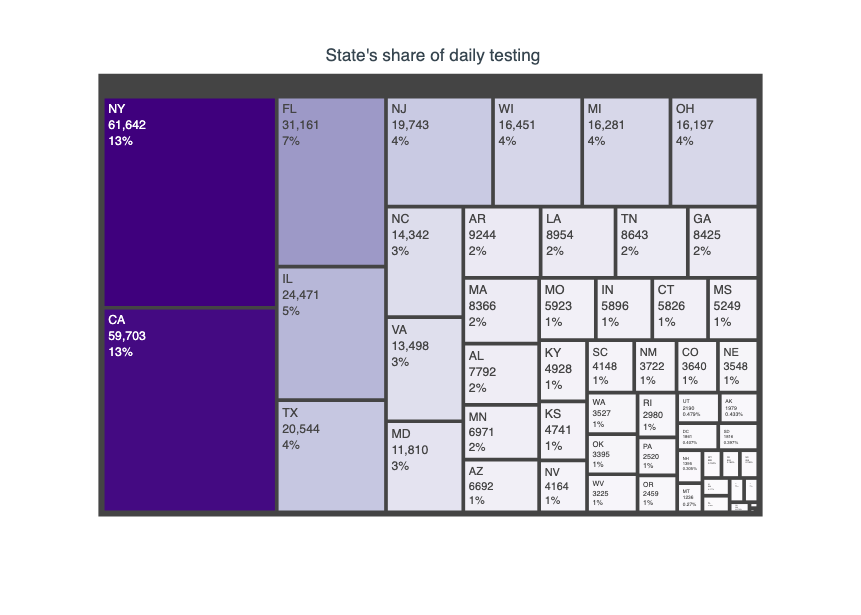 State's share of daily testing
NY
61,642
13%
CA
59,703
13%
FL
31,161
7%
IL
24,471
5%
TX
20,544
4%
NJ
19,743
4%
WI
16,451
4%
MI
16,281
4%
OH
16,197
4%
NC
14,342
3%
VA
13,498
3%
MD
11,810
3%
AR
9244
2%
LA
8954
2%
TN
8643
2%
GA
8425
2%
MA
8366
2%
AL
7792
2%
MN
6971
2%
AZ
6692
1%
MO
5923
1%
IN
5896
1%
CT
5826
1%
MS
5249
1%
KY
4928
1%
KS
4741
1%
NV
4164
1%
SC
4148
1%
NM
3722
1%
CO
3640
1%
NE
3548
1%
WA
3527
1%
OK
3395
1%
WV
3225
1%
RI
2980
1%
PA
2520
1%
OR
2459
1%
UT
2190
0.479%
AK
1979
0.433%
DC
SD
NH
MT
1236
0.27%